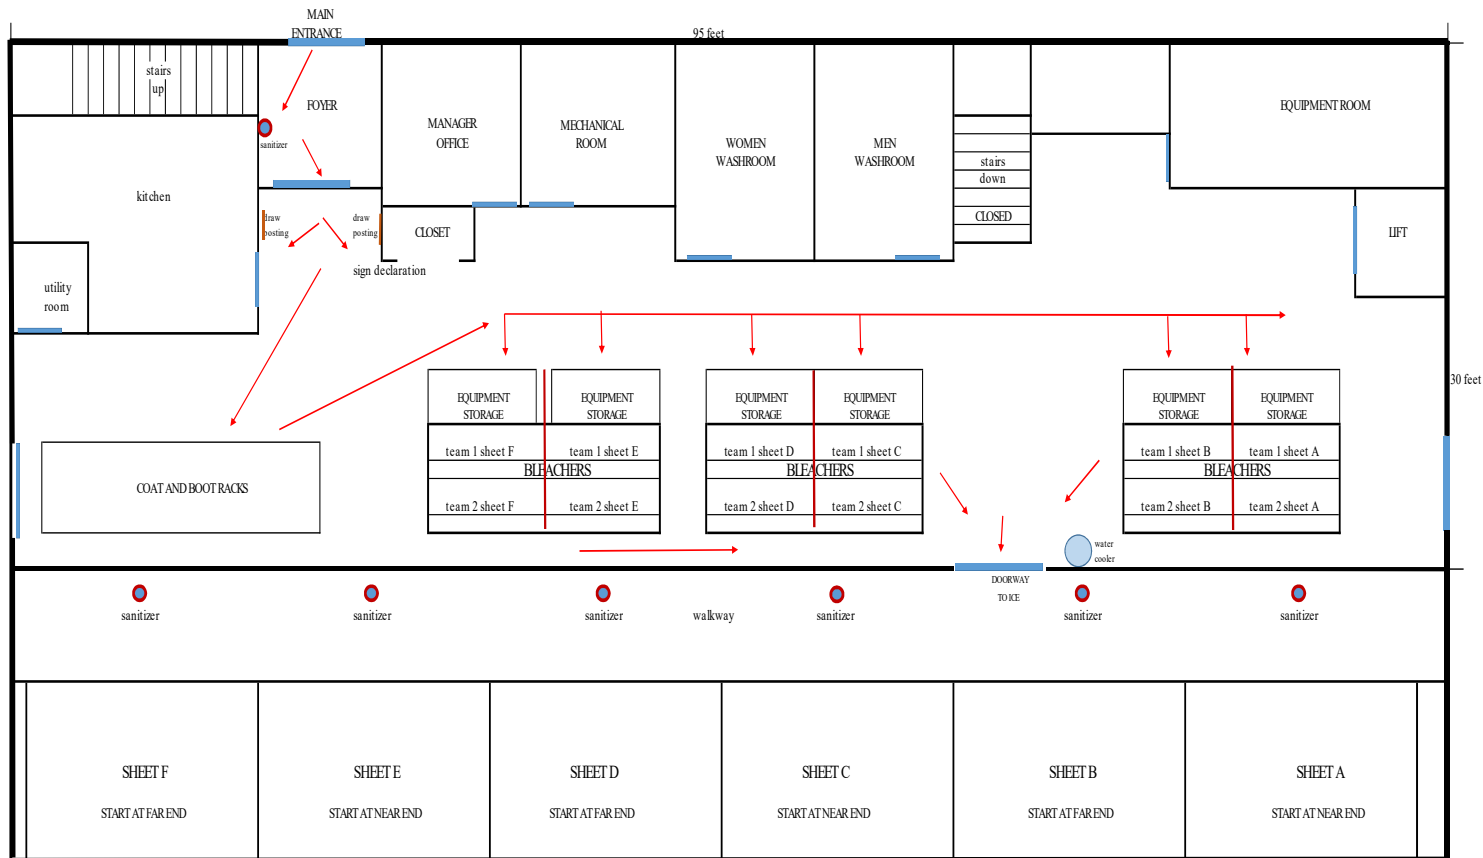 MAIN
ENTRANCE
95 feet
stairs
up
FOYER
EQUIPMENT ROOM
MANAGER
OFFICE
MECHANICAL
ROOM
WOMEN
WASHROOM
MEN
WASHROOM
sanitizer
stairs
down
kitchen
draw
posting
draw
posting
CLOSET
CLOSED
LIFT
sign declaration
utility
room
30 feet
EQUIPMENT
STORAGE
EQUIPMENT
STORAGE
EQUIPMENT
STORAGE
EQUIPMENT
STORAGE
EQUIPMENT
STORAGE
EQUIPMENT
STORAGE
team 1 sheet F
team 1 sheet E
team 1 sheet D
team 1 sheet C
team 1 sheet B
team 1 sheet A
BLEACHERS
BLEACHERS
BLEACHERS
COAT AND BOOT RACKS
team 2 sheet F
team 2 sheet E
team 2 sheet D
team 2 sheet C
team 2 sheet B
team 2 sheet A
water
cooler
DOORWAY
TO ICE
sanitizer
sanitizer
sanitizer
walkway
sanitizer
sanitizer
sanitizer
SHEET F
SHEET E
SHEET D
SHEET C
SHEET B
SHEET A
START AT FAR END
START AT NEAR END
START AT FAR END
START AT NEAR END
START AT FAR END
START AT NEAR END